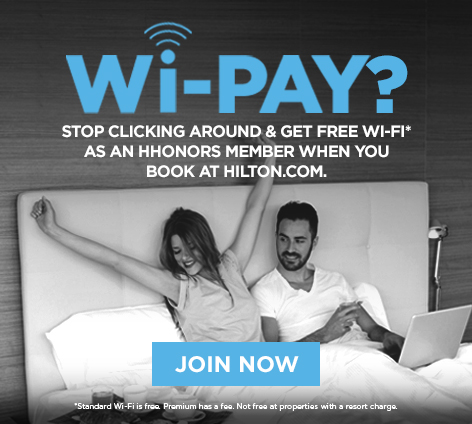 Wi-PAY?
STOP CLICKING AROUND & GET FREE WI-FI*
AS AN HHONORS MEMBER WHEN YOU
BOOK AT HILTON.COM.
JOIN NOW
*Standard Wi-Fi is free. Premium has a fee. Not free at properties with a resort charge.